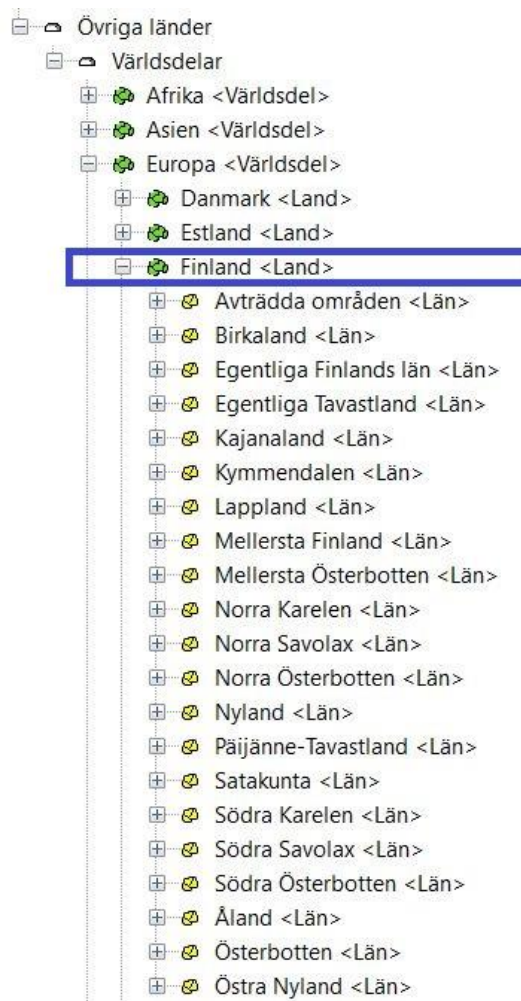 Övriga länder
Världsdelar
Afrika <Världsdel>
Asien <Världsdel>
Europa <Världsdel>
Danmark <Land>
Estland <Land>
Finland <Land>
Avträdda områden <Län>
Birkaland <Län>
Egentliga Finlands län <Län>
Egentliga Tavastland <Län>
Kajanaland <Län>
Kymmendalen <Län>
Lappland <Län>
Mellersta Finland <Län>
Mellersta Österbotten <Län>
Norra Karelen <Län>
Norra Savolax <Län>
Norra Österbotten <Län>
Nyland <Län>
Päijänne-Tavastland <Län>
Satakunta <Län>
Södra Karelen <Län>
Södra Savolax <Län>
Södra Österbotten <Län>
Åland <Län>
Österbotten <Län>
Östra Nyland <Län>